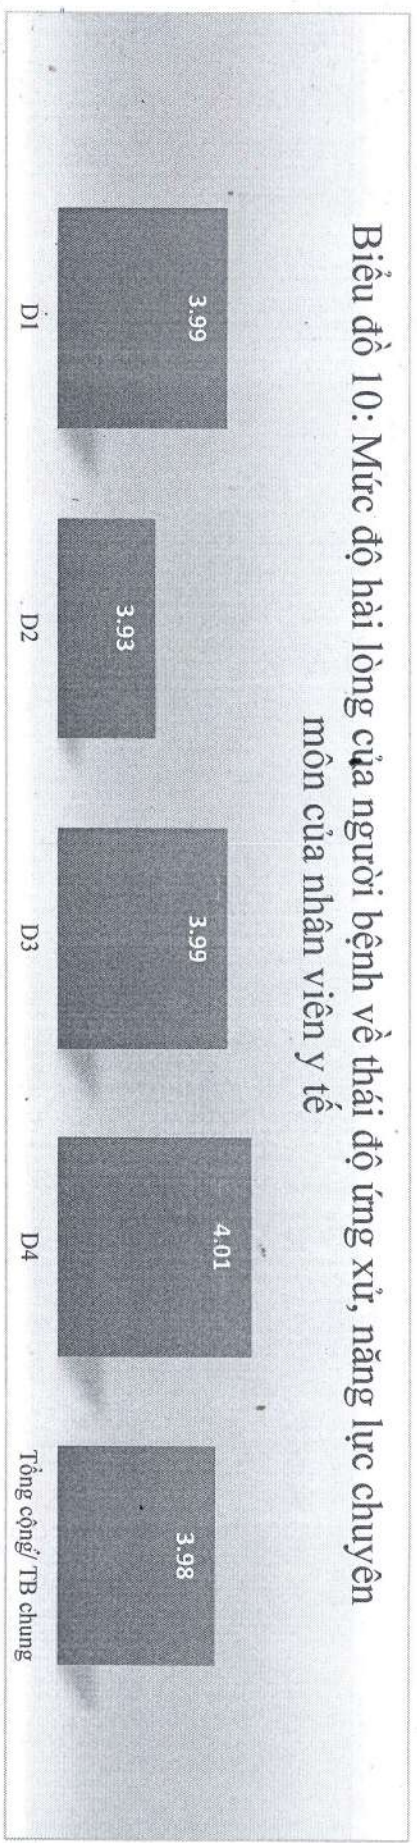 Biểu đồ 10: Mức độ hài lòng của người bệnh về thái độ ứng xử, năng lực chuyên
môn của nhân viên y tế
3.99
3.93
3.99
4.01
3.98
D1
D2
D3
D4
Tổng cộng/ TB chung